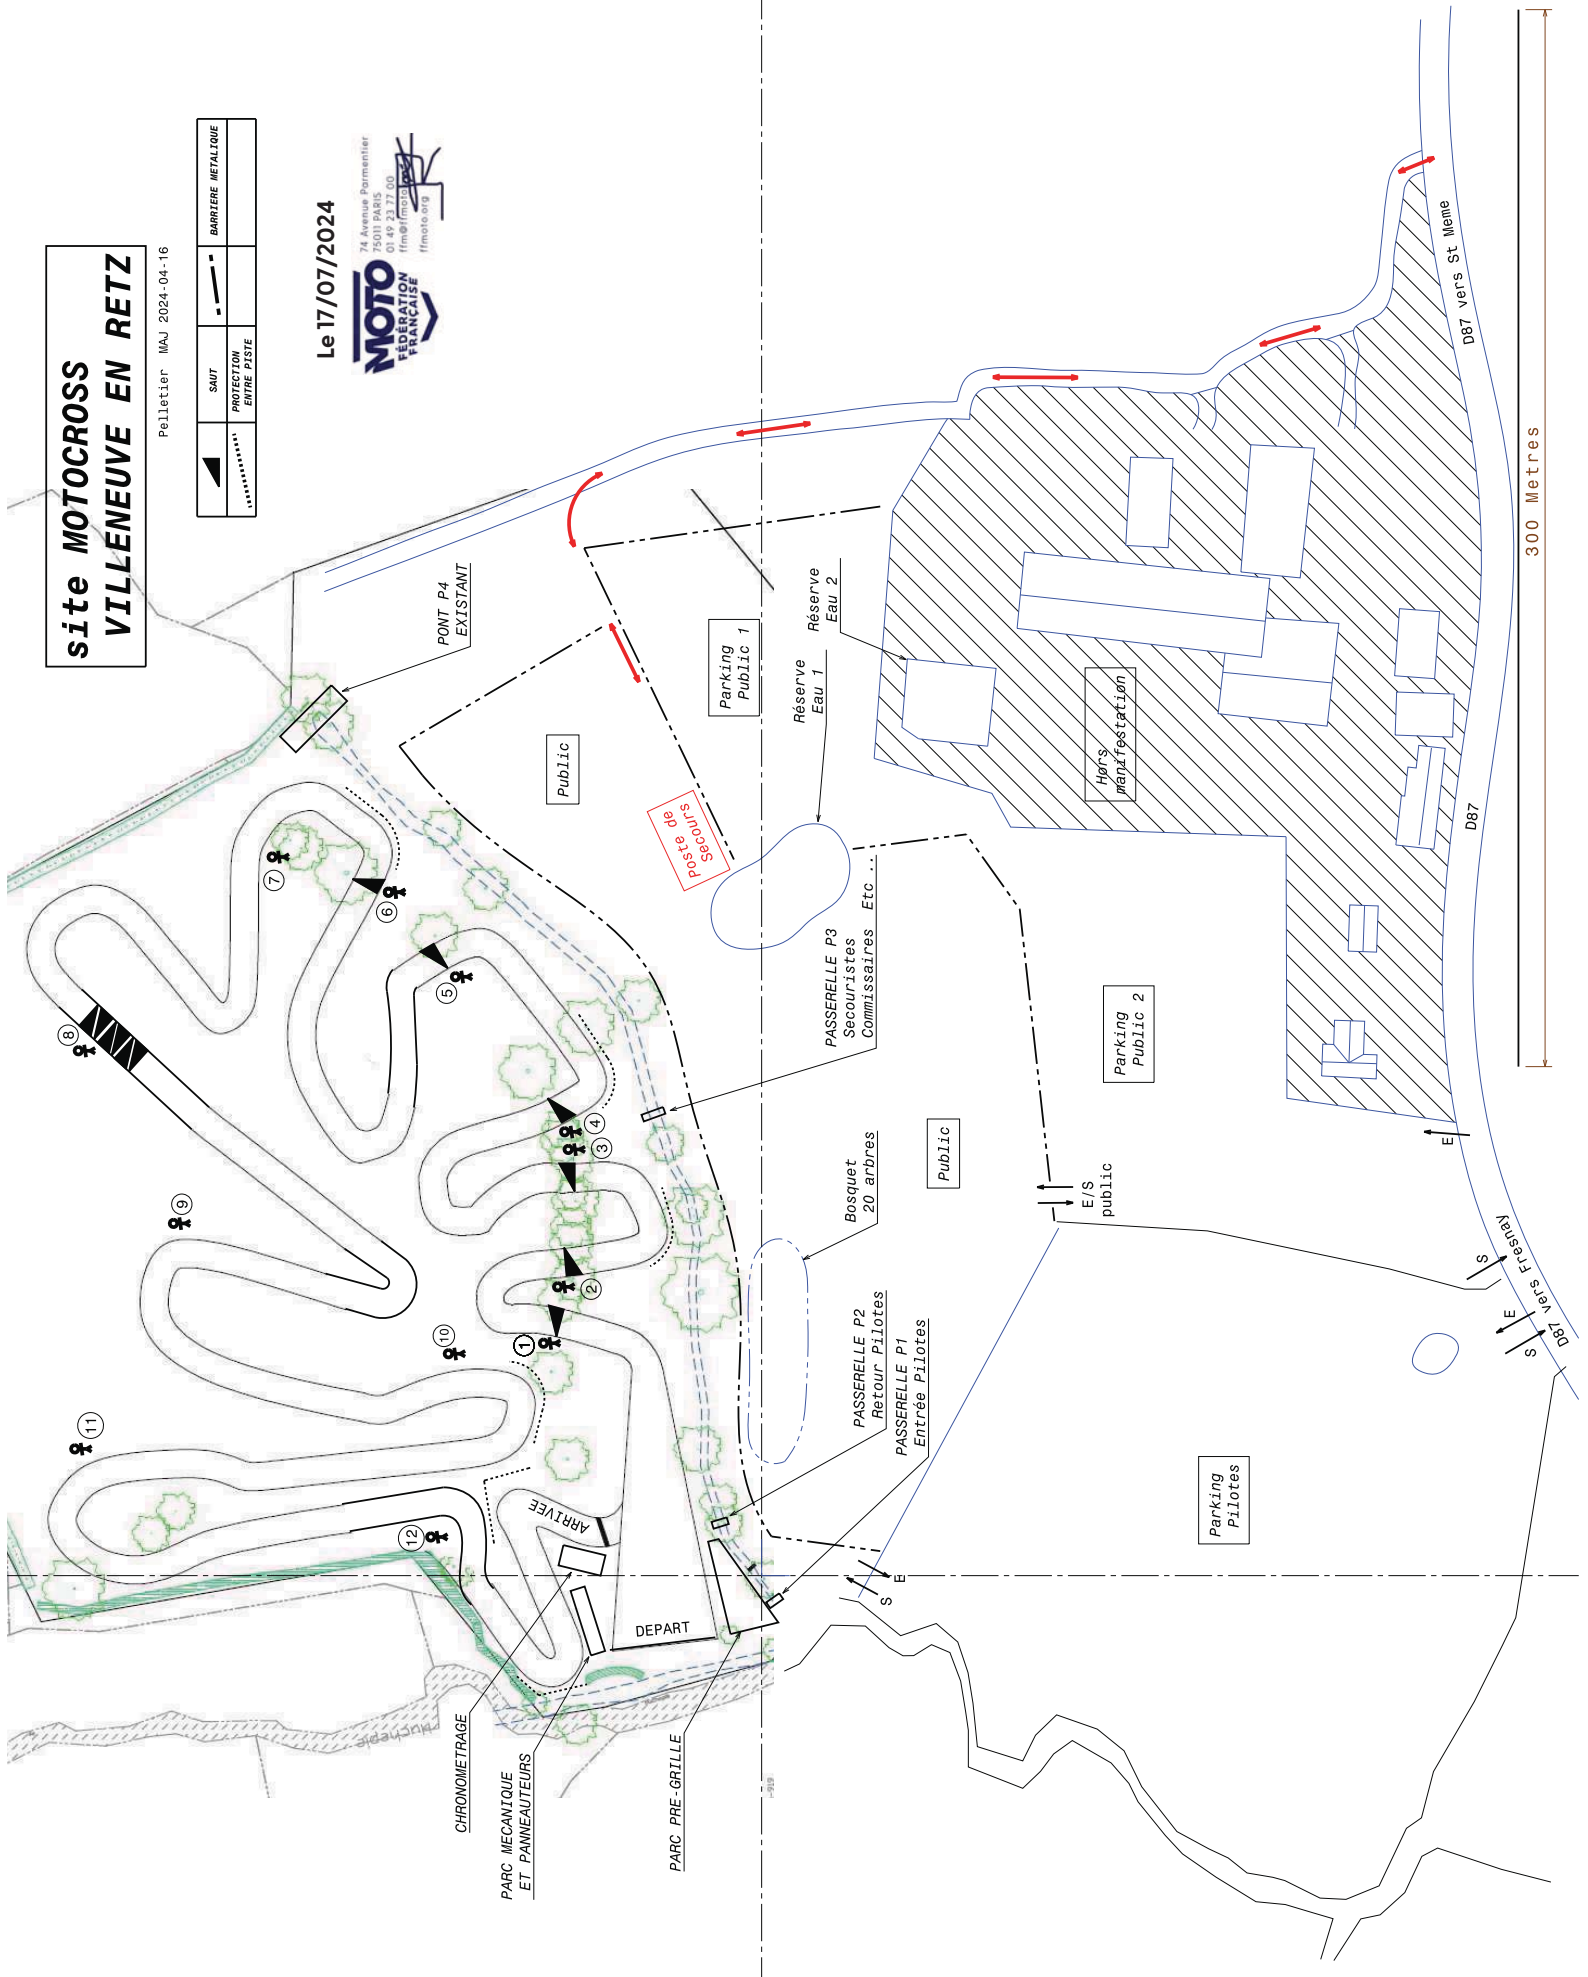 site MOTOCROSS
VILLENEUVE EN RETZ
Pelletier MAJ 2024-04-16
SAUT
BARRIERE METALIQUE
PROTECTION
ENTRE PISTE
Le 17/07/2024
MOTO
FÉDÉRATION
FRANÇAISE
74 Avenue Parmentier
75011 PARIS
01 49 23 77 00
ffm@ffmoto
ffmoto.org
PONT P4
EXISTANT
Public
Parking
Public 1
Réserve
Eau 2
Réserve
Eau 1
Poste de
Secours
Hors
manifestation
D87 vers St Meme
D87
300 Metres
PASSERELLE P3
Secouristes
Commissaires Etc ..
Parking
Public 2
Public
Bosquet
20 arbres
E/S
public
E
S
E
S
D87 vers Fresnay
PASSERELLE P2
Retour Pilotes
PASSERELLE P1
Entrée Pilotes
Parking
Pilotes
S
E
1
2
3
4
5
6
7
8
9
10
11
12
ARRIVEE
DEPART
CHRONOMETRAGE
PARC MECANIQUE
ET PANNEAUTEURS
PARC PRE-GRILLE